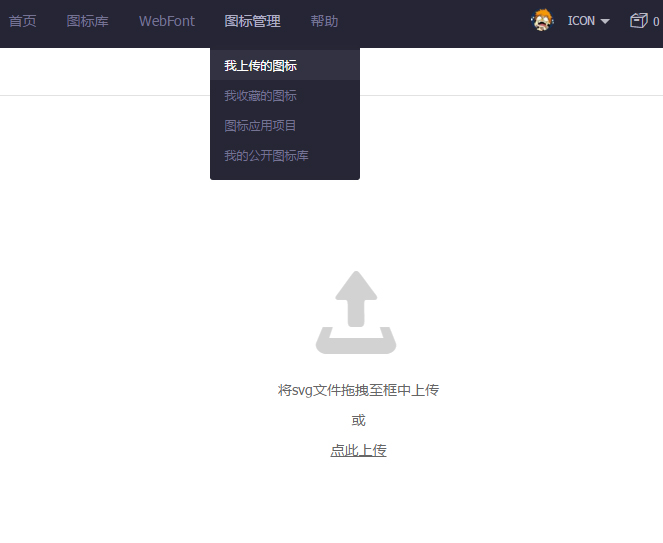 首页 图标库 WebFont 图标管理 帮助 ICON 0
我上传的图标
我收藏的图标
图标应用项目
我的公开图标库
将svg文件拖拽至框中上传
或
点此上传